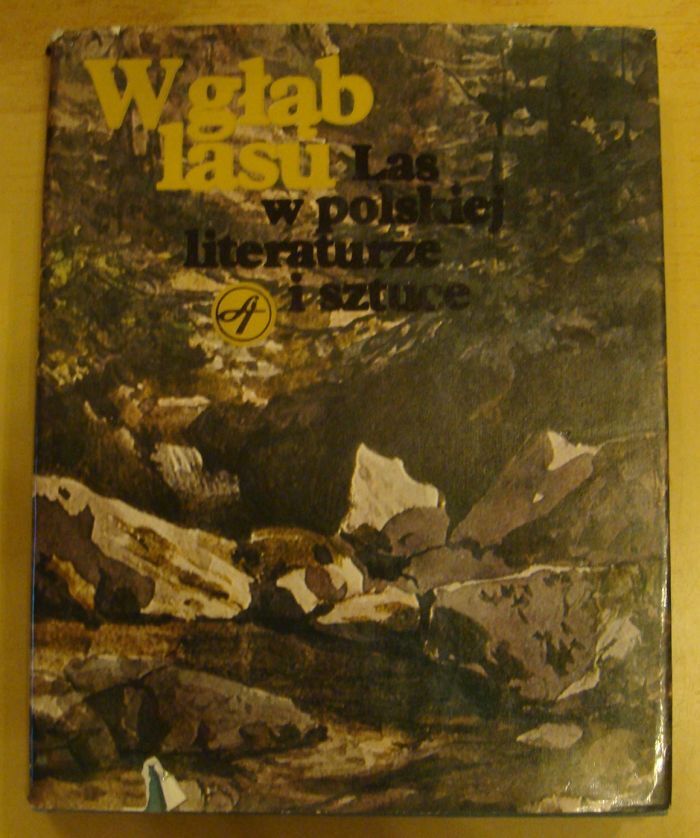 W głąb
lasu
Las
w polskiej
literaturze
i sztuce
A